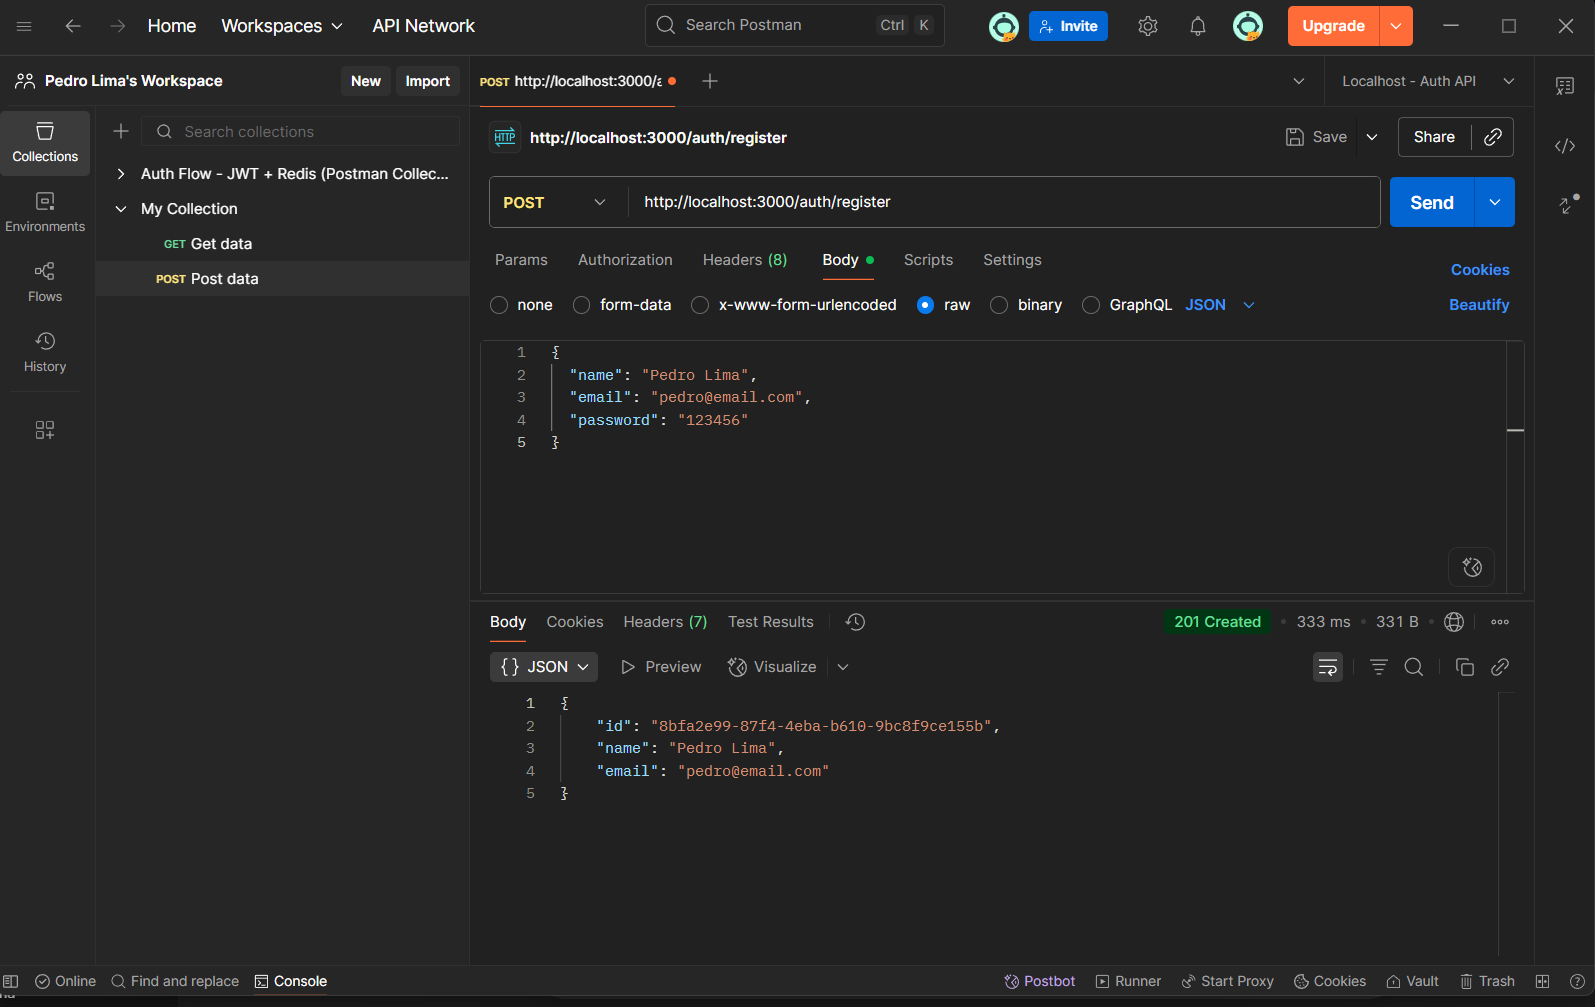 Home Workspaces API Network Search Postman Ctrl K Invite Upgrade
Pedro Lima's Workspace New Import POST http://localhost:3000/a Localhost - Auth API
Collections
Environments
Flows
History
Search collections
Auth Flow - JWT + Redis (Postman Collec...
My Collection
GET Get data
POST Post data
HTTP http://localhost:3000/auth/register Save Share
POST http://localhost:3000/auth/register Send
Params Authorization Headers (8) Body Scripts Settings Cookies
none form-data x-www-form-urlencoded raw binary GraphQL JSON Beautify
1 {
2 "name": "Pedro Lima",
3 "email": "pedro@email.com",
4 "password": "123456"
5 }
Body Cookies Headers (7) Test Results 201 Created • 333 ms • 331 B •
{} JSON Preview Visualize
1 {
2 "id": "8bfa2e99-87f4-4eba-b610-9bc8f9ce155b",
3 "name": "Pedro Lima",
4 "email": "pedro@email.com"
5 }
Online Find and replace Console Postbot Runner Start Proxy Cookies Vault Trash